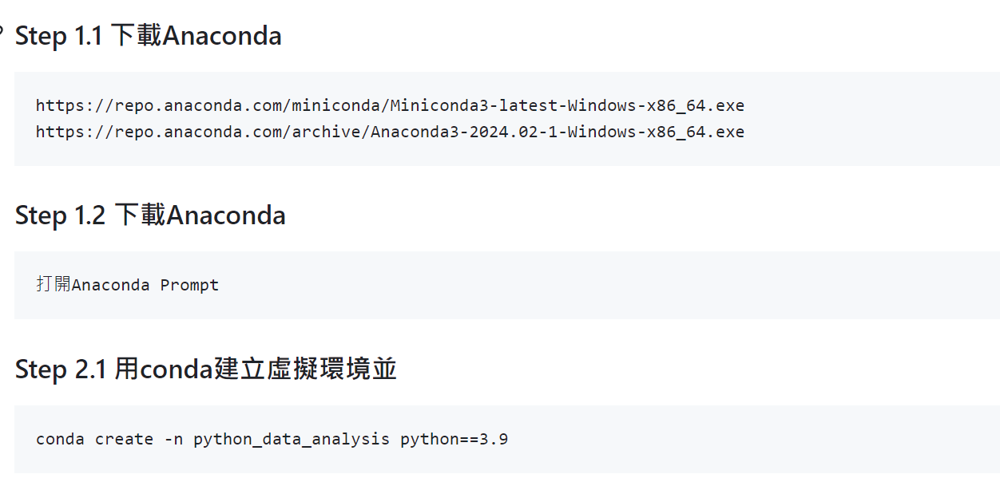 Step 1.1 下載Anaconda
https://repo.anaconda.com/miniconda/Miniconda3-latest-Windows-x86_64.exe
https://repo.anaconda.com/archive/Anaconda3-2024.02-1-Windows-x86_64.exe
Step 1.2 下載Anaconda
打開Anaconda Prompt
Step 2.1 用conda建立虛擬環境並
conda create -n python_data_analysis python==3.9